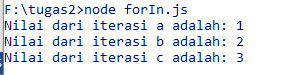 F:\tugas2>node forIn.js
Nilai dari iterasi a adalah: 1
Nilai dari iterasi b adalah: 2
Nilai dari iterasi c adalah: 3